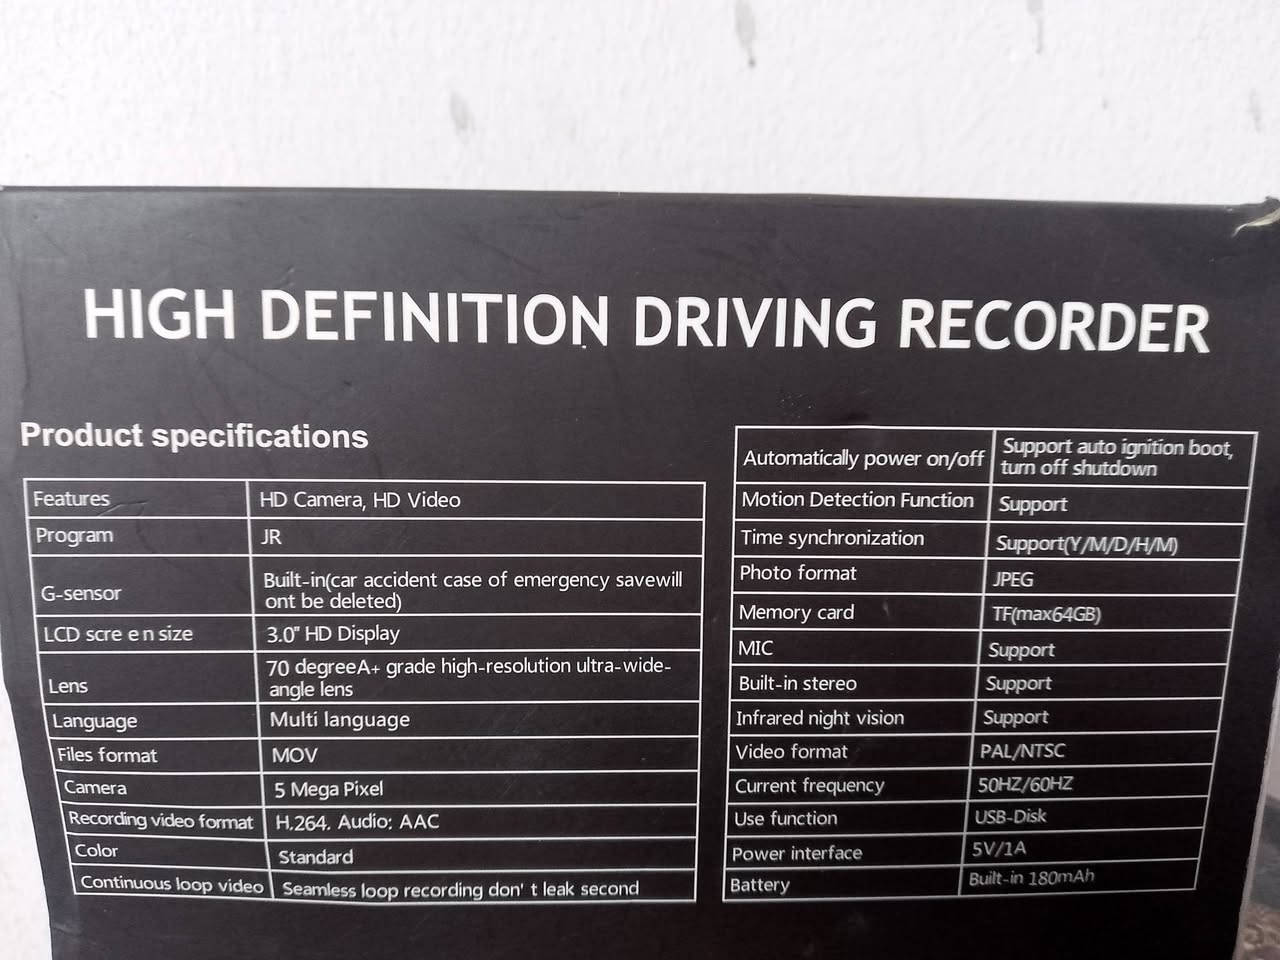 HIGH DEFINITION DRIVING RECORDER
Product specifications
Features HD Camera, HD Video
Program JR
G-sensor Built-in(car accident case of emergency savewill
ont be deleted)
LCD scre e n size 3.0" HD Display
Lens 70 degreeA+ grade high-resolution ultra-wide-
angle lens
Language Multi language
Files format MOV
Camera 5 Mega Pixel
Recording video format H.264. Audio: AAC
Color Standard
Continuous loop video Seamless loop recording don' t leak second
Automatically power on/off Support auto ignition boot,
turn off shutdown
Motion Detection Function Support
Time synchronization Support(Y/M/D/H/M)
Photo format JPEG
Memory card TF(max64GB)
MIC Support
Built-in stereo Support
Infrared night vision Support
Video format PAL/NTSC
Current frequency 50HZ/60HZ
Use function USB-Disk
Power interface 5V/1A
Battery Built-in 180mAh